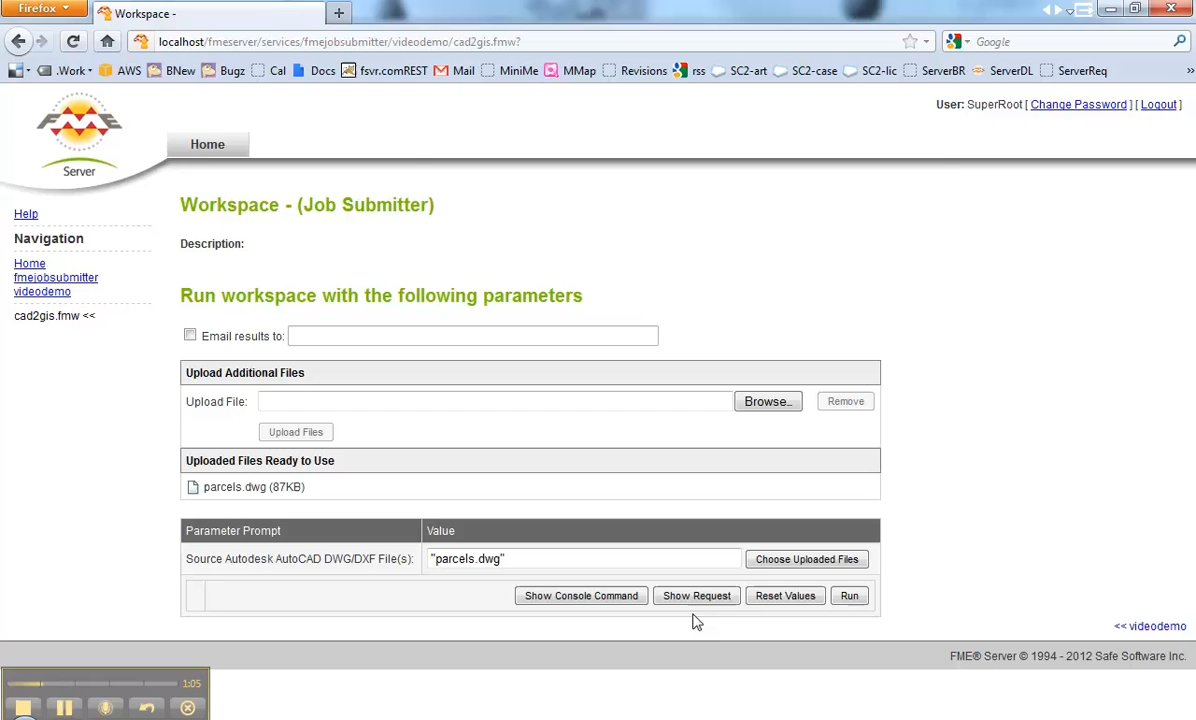 Firefox
Workspace -
localhost/fmeserver/services/fmejobsubmitter/videodemo/cad2gis.fmw?
Google
.Work
AWS
BNew
Bugz
Cal
Docs
fsvr.comREST
Mail
MiniMe
MMap
Revisions
rss
SC2-art
SC2-case
SC2-lic
ServerBR
ServerDL
ServerReq
»
User: SuperRoot [ Change Password ] [ Logout ]
FME
Server
Home
Help
Navigation
Home
fmejobsubmitter
videodemo
cad2gis.fmw <<
Workspace - (Job Submitter)
Description:
Run workspace with the following parameters
Email results to:
Upload Additional Files
Upload File:
Browse...
Remove
Upload Files
Uploaded Files Ready to Use
parcels.dwg (87KB)
Parameter Prompt
Value
Source Autodesk AutoCAD DWG/DXF File(s):
"parcels.dwg"
Choose Uploaded Files
Show Console Command
Show Request
Reset Values
Run
<< videodemo
FME® Server © 1994 - 2012 Safe Software Inc.
1:05